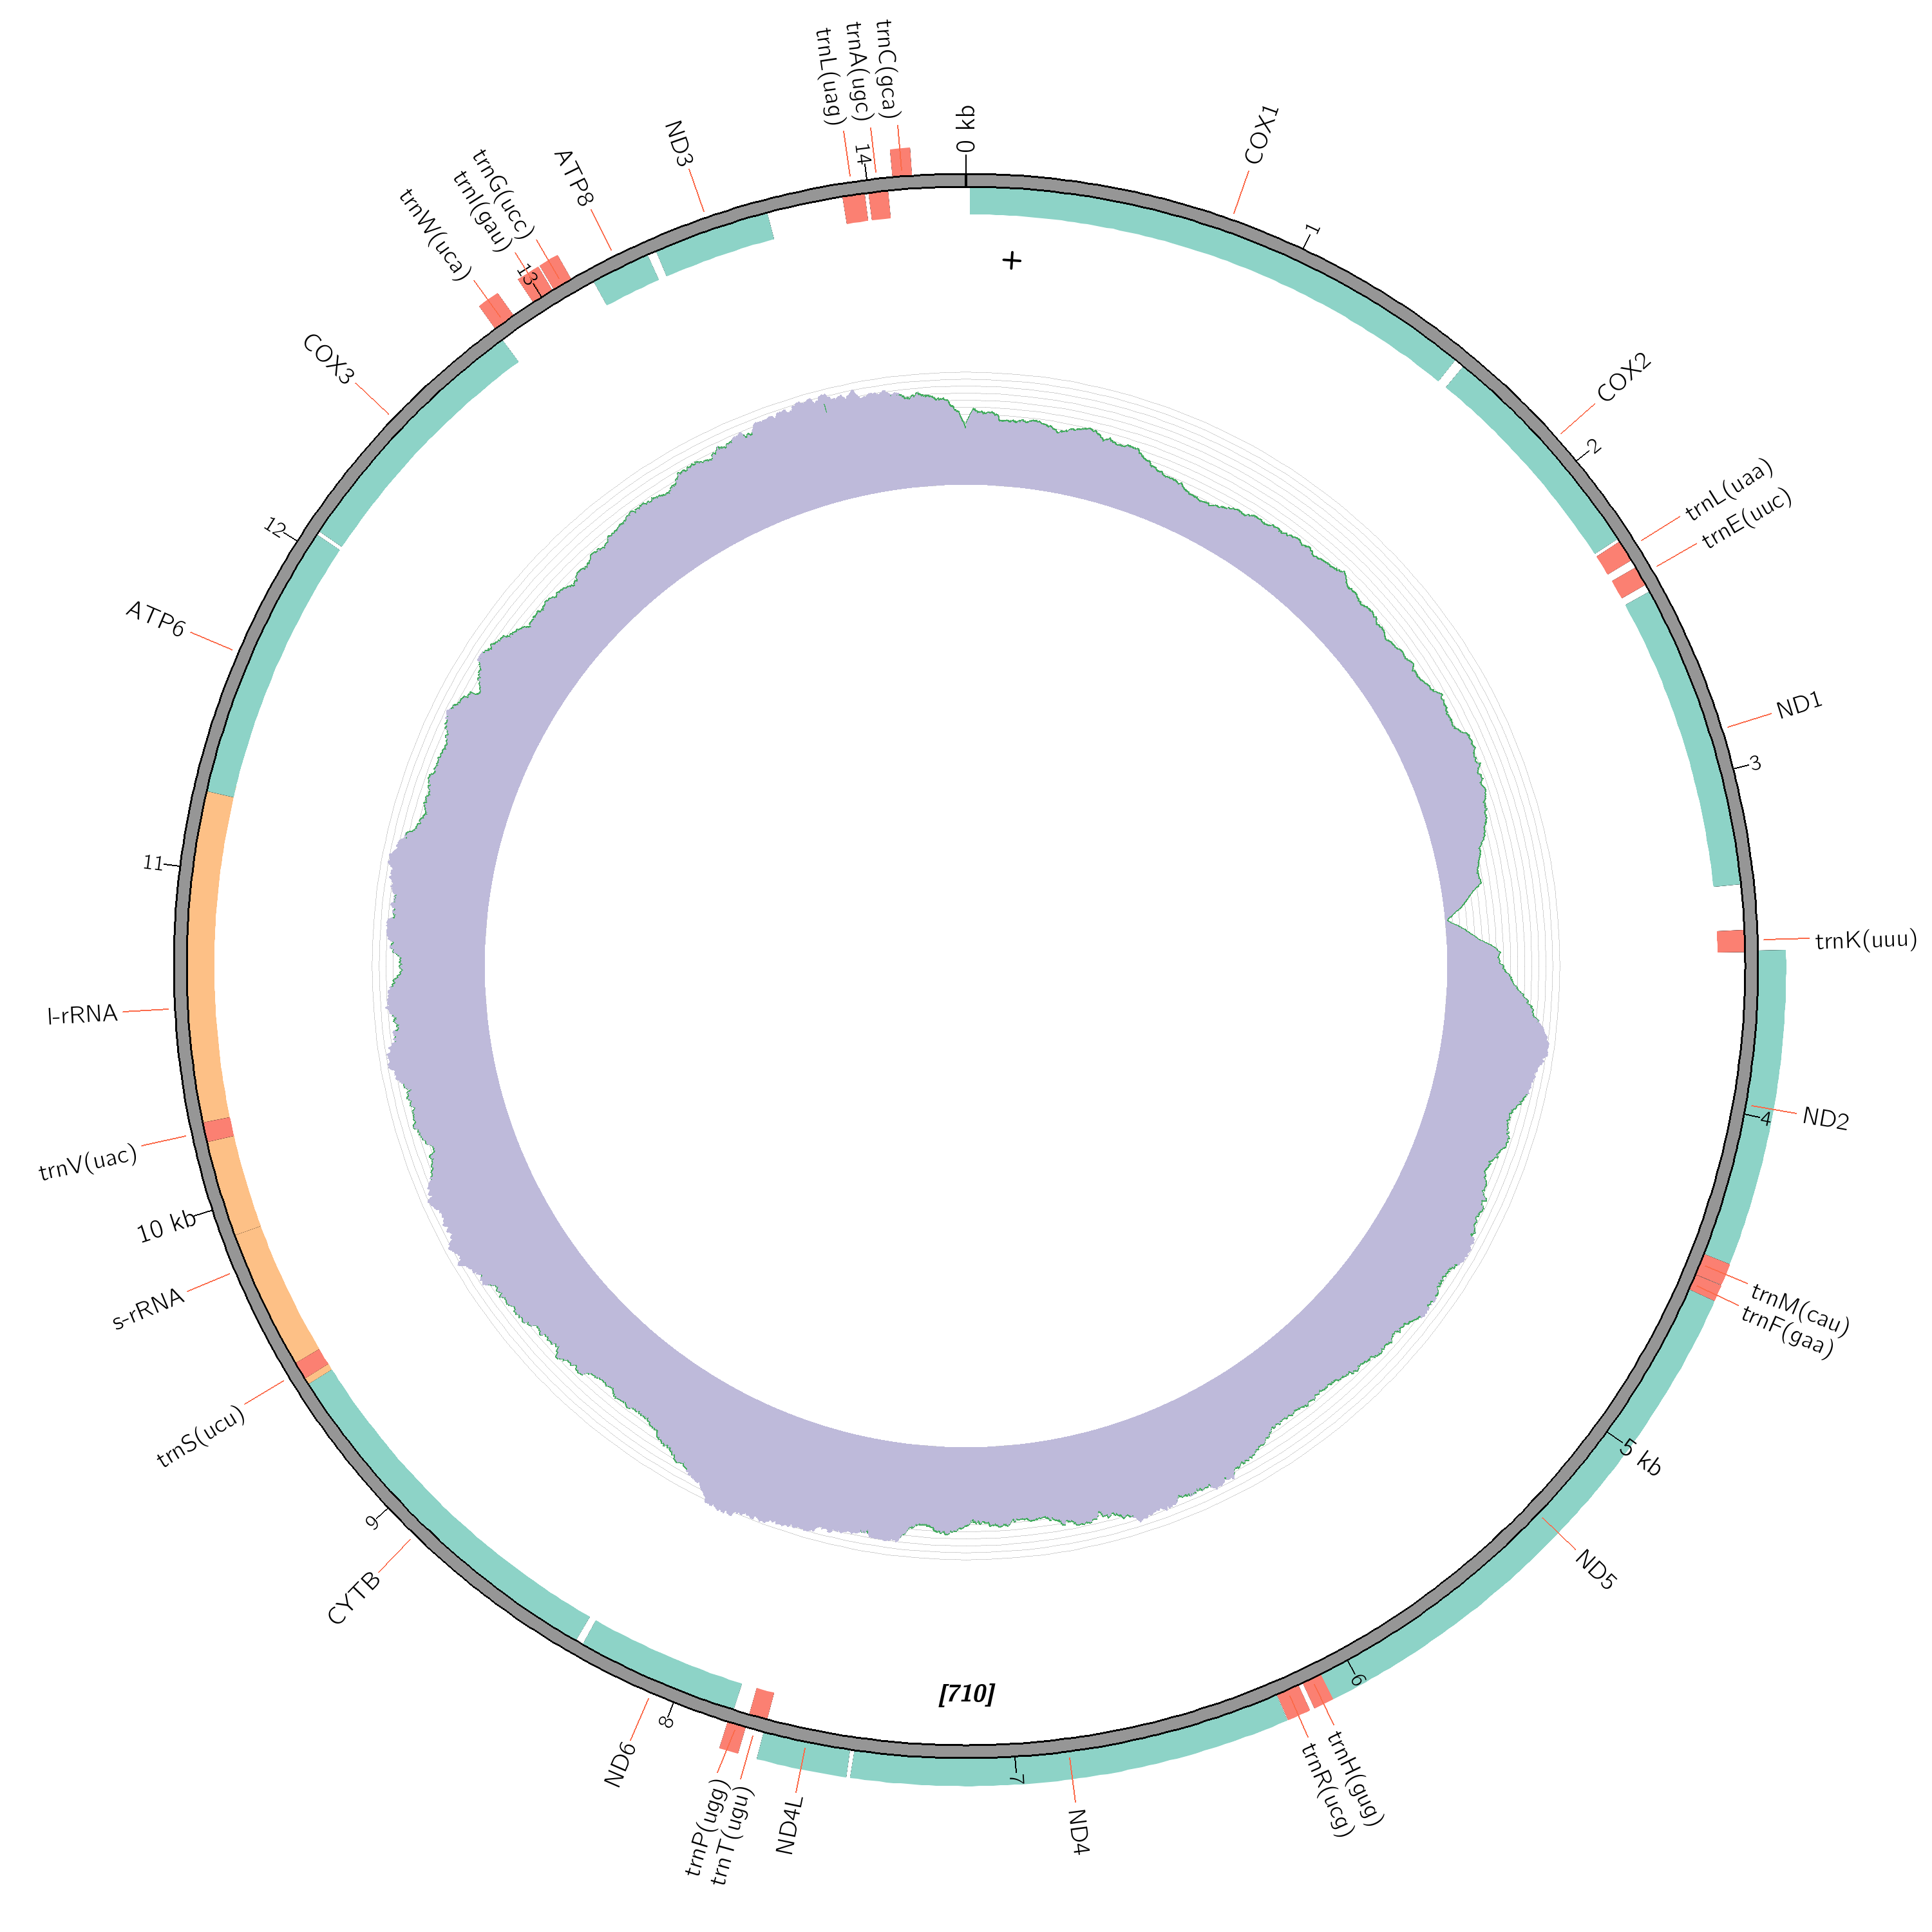 0 kb
+
COX1
1
COX2
2
trnL(uaa)
trnE(uuc)
ND1
3
trnK(uuu)
ND2
4
trnM(cau)
trnF(gaa)
5 kb
ND5
6
trnH(gug)
trnR(ucg)
ND4
7
[710]
ND4L
trnT(ugu)
trnP(ugg)
8
ND6
CYTB
9
trnS(ucu)
s-rRNA
10 kb
trnV(uac)
l-rRNA
11
ATP6
12
COX3
trnW(uca)
13
trnI(gau)
trnG(ucc)
ATP8
ND3
trnL(uag)
14
trnA(ugc)
trnC(gca)